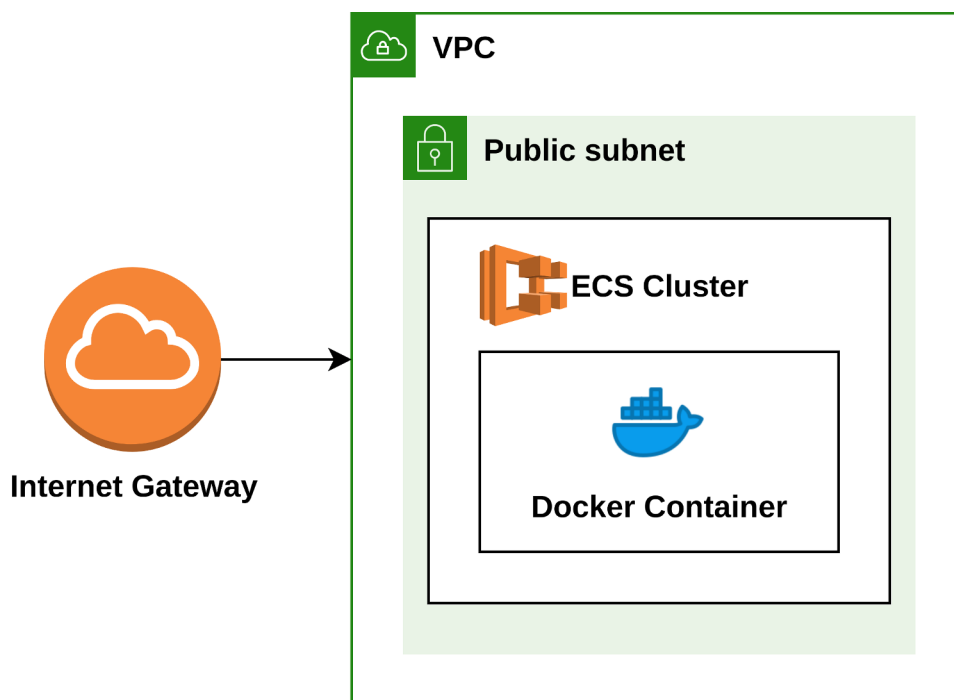 VPC
Public subnet
ECS Cluster
Internet Gateway
Docker Container